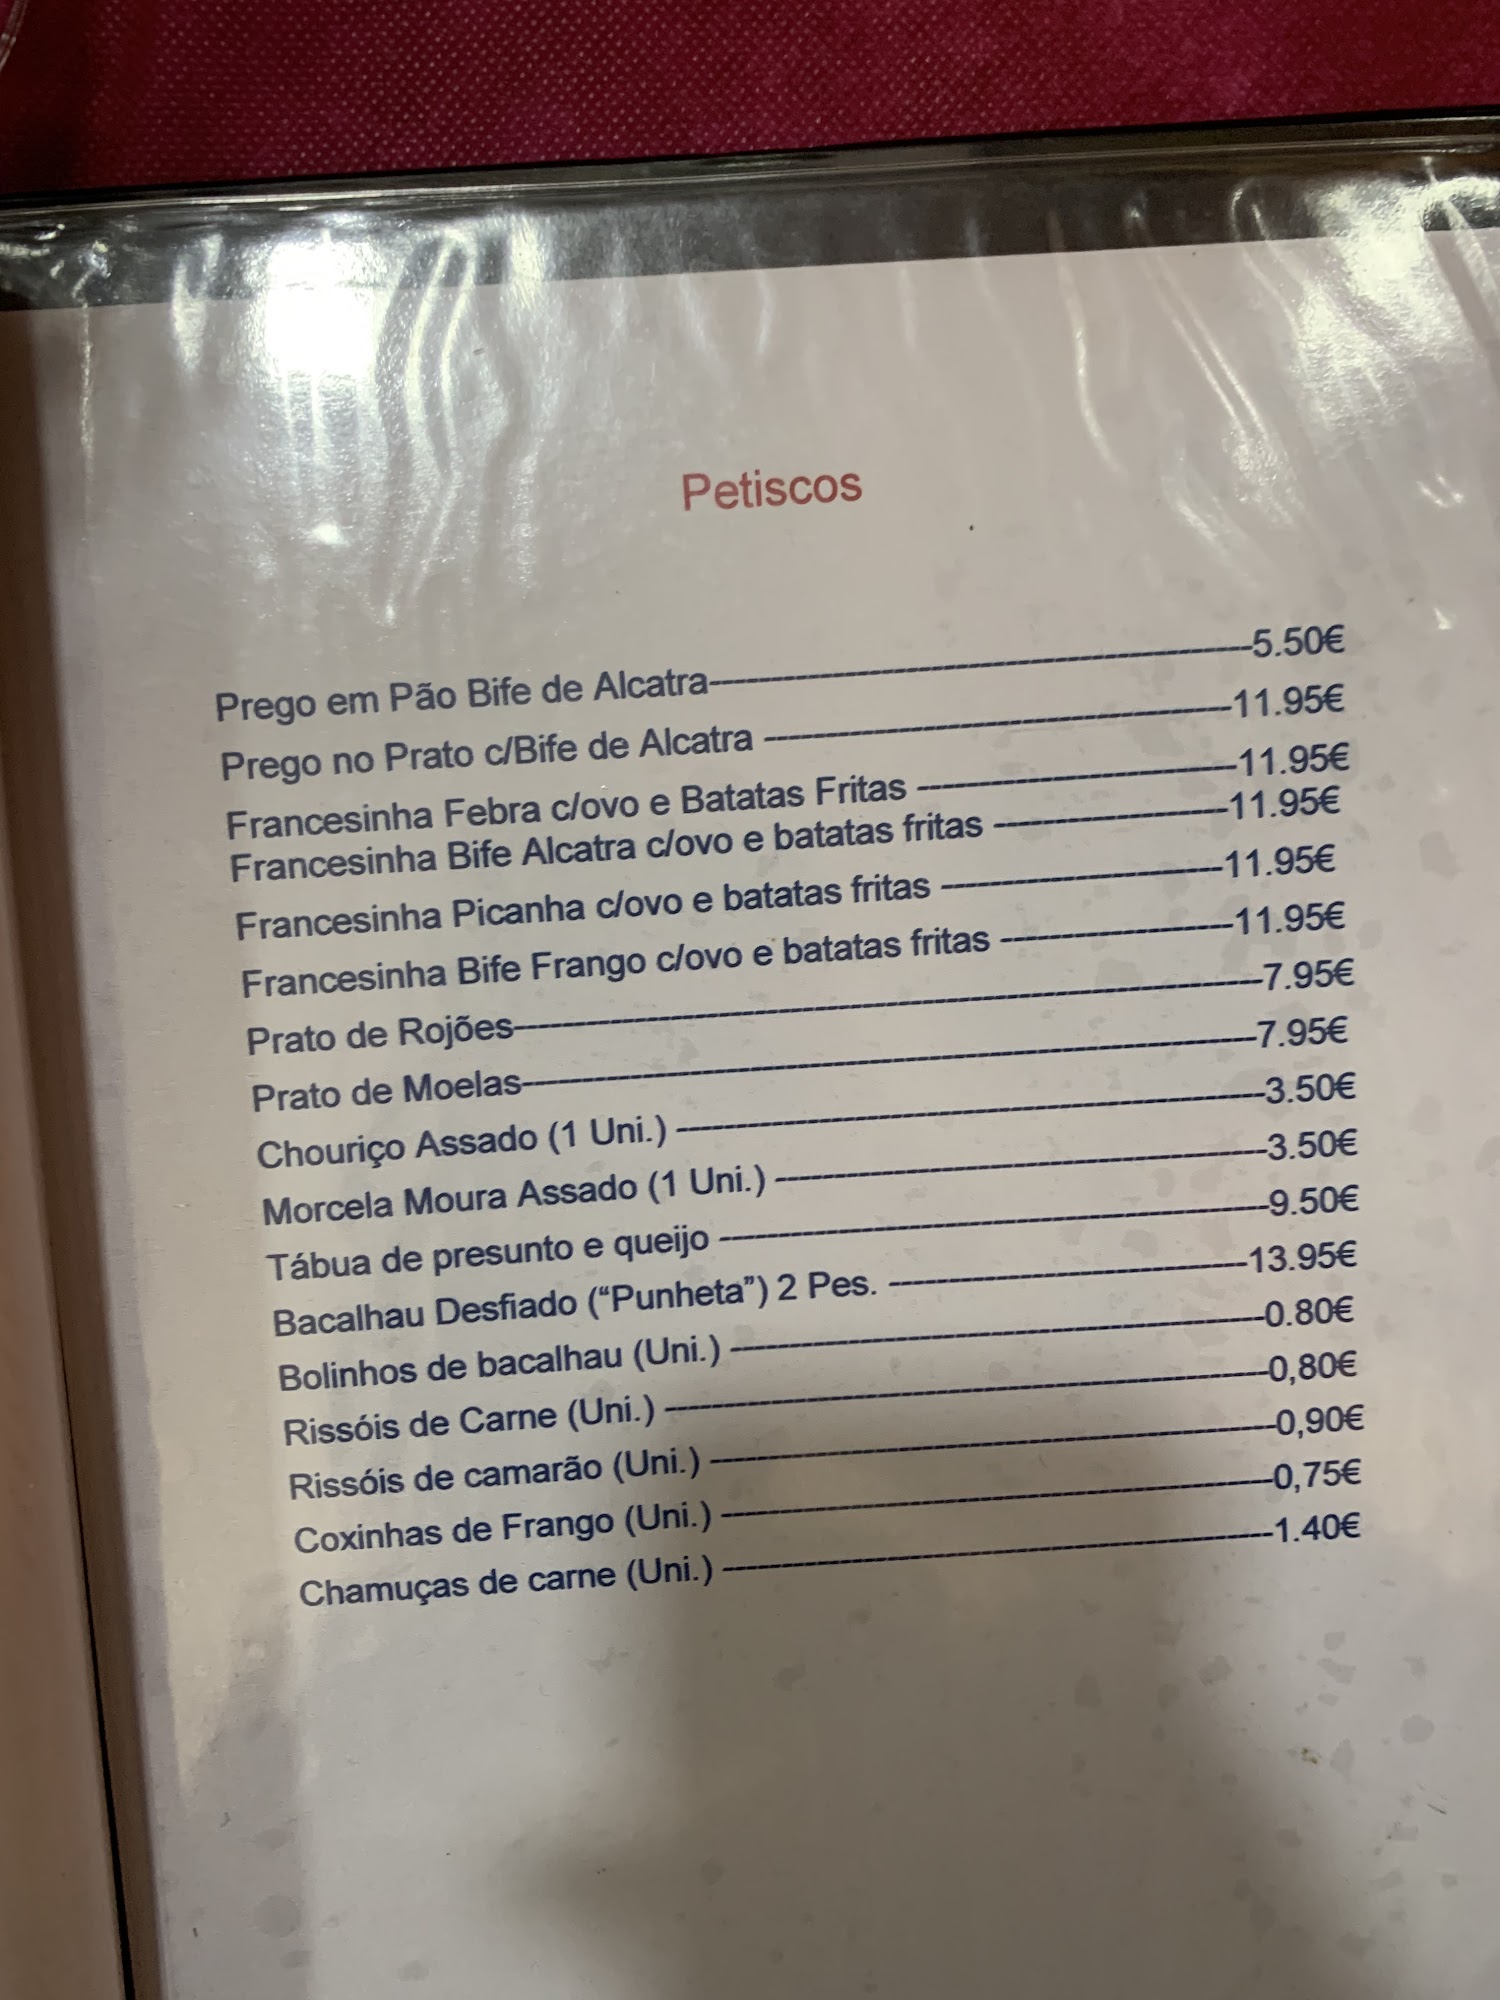 Petiscos
Prego em Pão Bife de Alcatra----------5.50€
Prego no Prato c/Bife de Alcatra ----------11.95€
Francesinha Febra c/ovo e Batatas Fritas ----------11.95€
Francesinha Bife Alcatra c/ovo e batatas fritas ----------11.95€
Francesinha Picanha c/ovo e batatas fritas ----------11.95€
Francesinha Bife Frango c/ovo e batatas fritas ----------11.95€
Prato de Rojões----------7.95€
Prato de Moelas----------7.95€
Chouriço Assado (1 Uni.) ----------3.50€
Morcela Moura Assado (1 Uni.) ----------3.50€
Tábua de presunto e queijo ----------9.50€
Bacalhau Desfiado (“Punheta”) 2 Pes. ----------13.95€
Bolinhos de bacalhau (Uni.) ----------0.80€
Rissóis de Carne (Uni.) ----------0,80€
Rissóis de camarão (Uni.) ----------0,90€
Coxinhas de Frango (Uni.) ----------0,75€
Chamuças de carne (Uni.) ----------1.40€